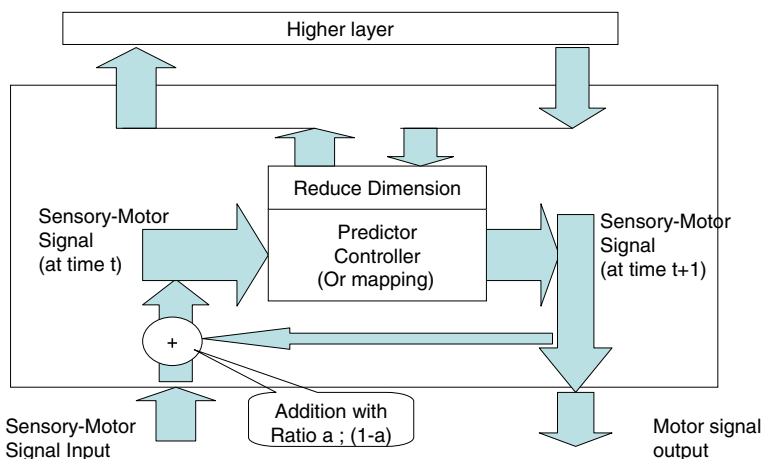 Higher layer
Reduce Dimension
Sensory-Motor
Signal
(at time t)
Predictor
Controller
(Or mapping)
Sensory-Motor
Signal
(at time t+1)
+
Addition with
Ratio a ; (1-a)
Sensory-Motor
Signal Input
Motor signal
output